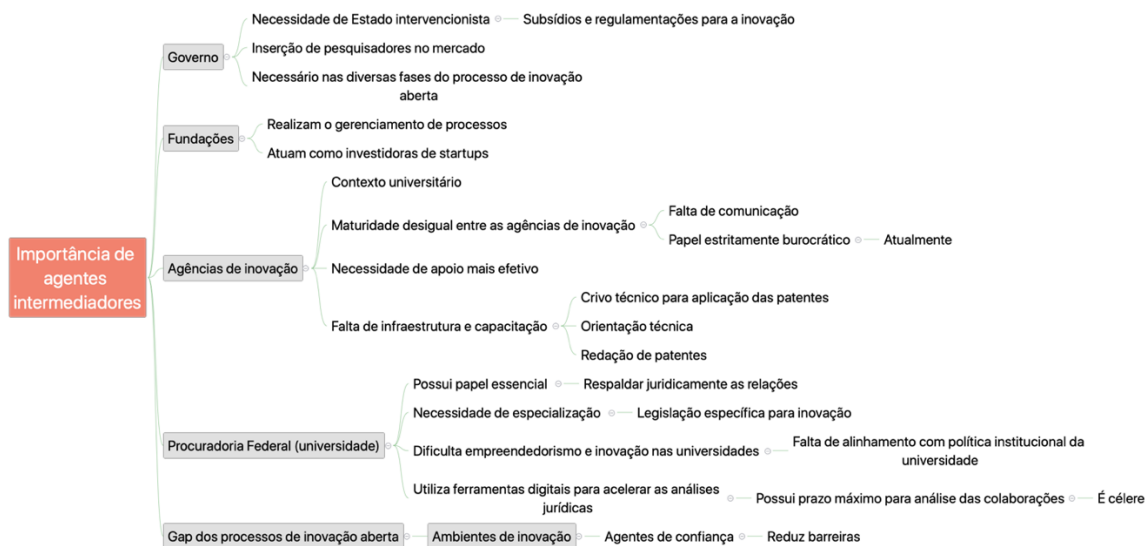 Importância de
agentes
intermediadores
Governo
Necessidade de Estado intervencionista
Subsídios e regulamentações para a inovação
Inserção de pesquisadores no mercado
Necessário nas diversas fases do processo de inovação
aberta
Fundações
Realizam o gerenciamento de processos
Atuam como investidoras de startups
Agências de inovação
Contexto universitário
Maturidade desigual entre as agências de inovação
Falta de comunicação
Papel estritamente burocrático
Atualmente
Necessidade de apoio mais efetivo
Falta de infraestrutura e capacitação
Crivo técnico para aplicação das patentes
Orientação técnica
Redação de patentes
Procuradoria Federal (universidade)
Possui papel essencial
Respaldar juridicamente as relações
Necessidade de especialização
Legislação específica para inovação
Dificulta empreendedorismo e inovação nas universidades
Falta de alinhamento com política institucional da
universidade
Utiliza ferramentas digitais para acelerar as análises
jurídicas
Possui prazo máximo para análise das colaborações
É célere
Gap dos processos de inovação aberta
Ambientes de inovação
Agentes de confiança
Reduz barreiras